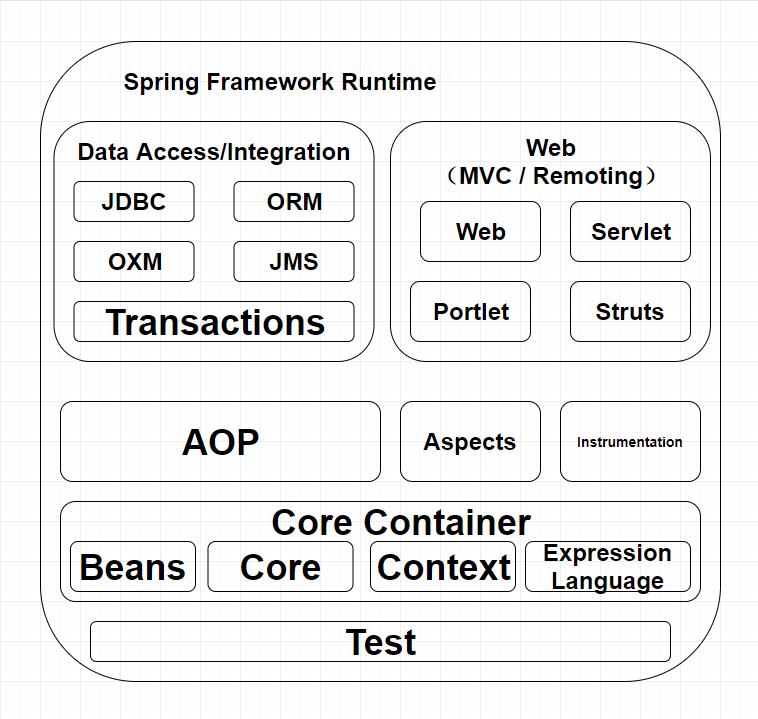 Spring Framework Runtime
Data Access/Integration
JDBC
ORM
OXM
JMS
Transactions
Web
（MVC / Remoting）
Web
Servlet
Portlet
Struts
AOP
Aspects
Instrumentation
Core Container
Beans
Core
Context
Expression
Language
Test